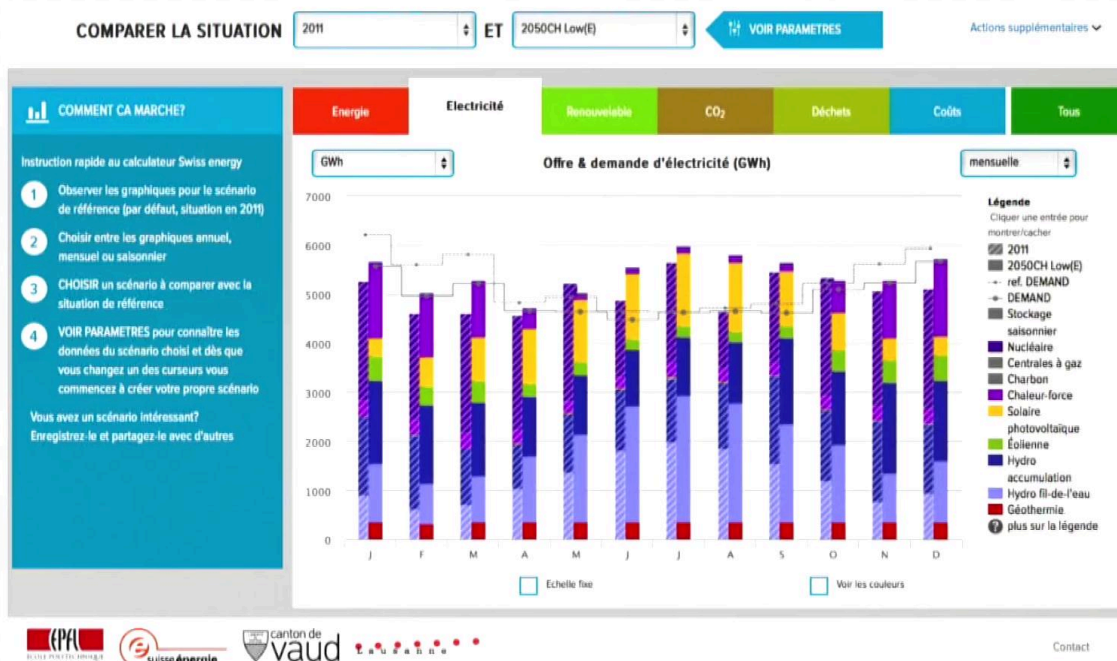 COMPARER LA SITUATION 2011 ET 2050CH Low(E) VOIR PARAMETRES Actions supplémentaires
COMMENT CA MARCHE?
Instruction rapide au calculateur Swiss energy
1 Observer les graphiques pour le scénario
de référence (par défaut, situation en 2011)
2 Choisir entre les graphiques annuel,
mensuel ou saisonnier
3 CHOISIR un scénario à comparer avec la
situation de référence
4 VOIR PARAMETRES pour connaître les
données du scénario choisi et dès que
vous changez un des curseurs vous
commencez à créer votre propre scénario
Vous avez un scénario intéressant?
Enregistrez-le et partagez-le avec d'autres
Energie Electricité Renouvelable CO₂ Déchets Coûts Tous
GWh Offre & demande d'électricité (GWh) mensuelle
7000
6000
5000
4000
3000
2000
1000
0
J F M A M J J A S O N D
Légende
Cliquer une entrée pour
montrer/cacher
2011
2050CH Low(E)
ref. DEMAND
DEMAND
Stockage
saisonnier
Nucléaire
Centrales à gaz
Charbon
Chaleur-force
Solaire
photovoltaïque
Éolienne
Hydro
accumulation
Hydro fil-de-l'eau
Géothermie
? plus sur la légende
Echelle fixe Voir les couleurs
EPFL
ÉCOLE POLYTECHNIQUE
suisse énergie
canton de
vaud
Lausanne
Contact